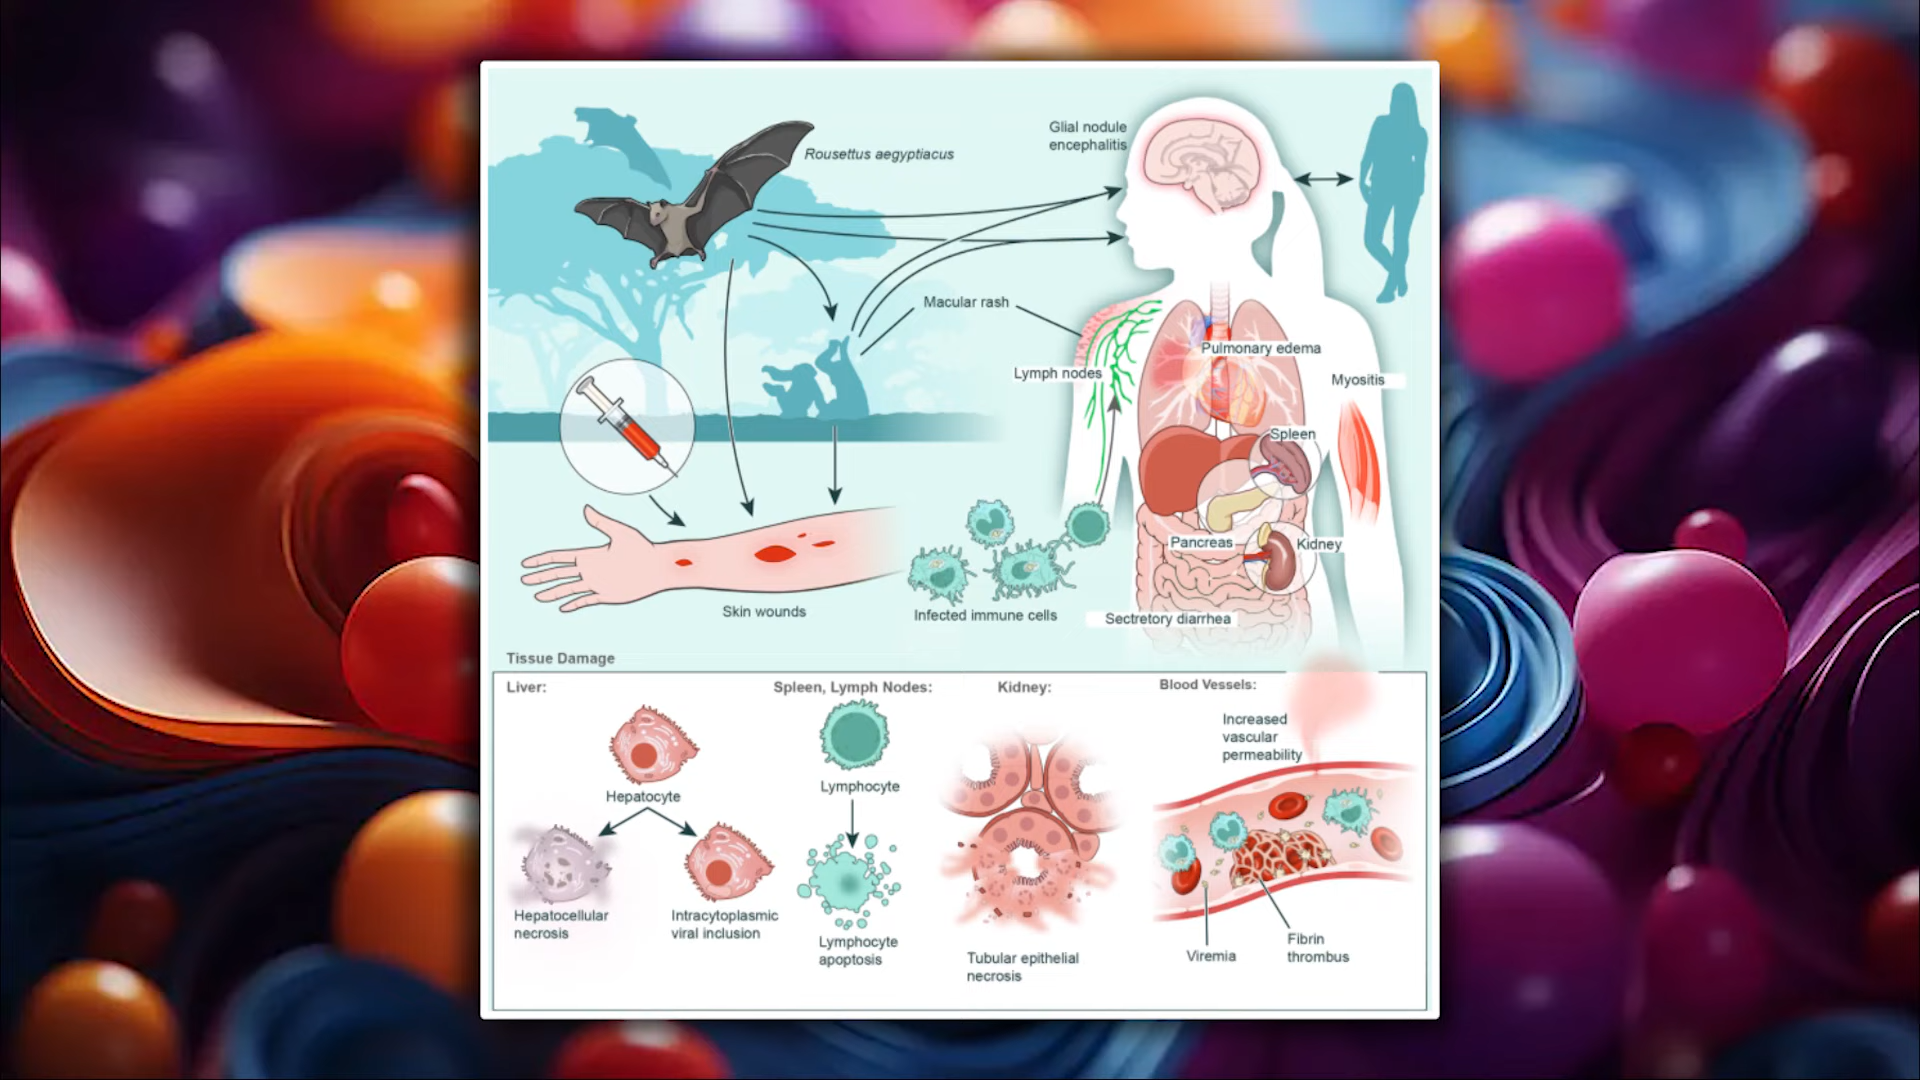 Glial nodule
encephalitis
Rousettus aegyptiacus
Macular rash
Pulmonary edema
Lymph nodes
Myositis
Spleen
Pancreas
Kidney
Skin wounds
Infected immune cells
Sectretory diarrhea
Tissue Damage
Liver:
Spleen, Lymph Nodes:
Kidney:
Blood Vessels:
Increased
vascular
permeability
Hepatocyte
Lymphocyte
Hepatocellular
necrosis
Intracytoplasmic
viral inclusion
Lymphocyte
apoptosis
Tubular epithelial
necrosis
Viremia
Fibrin
thrombus